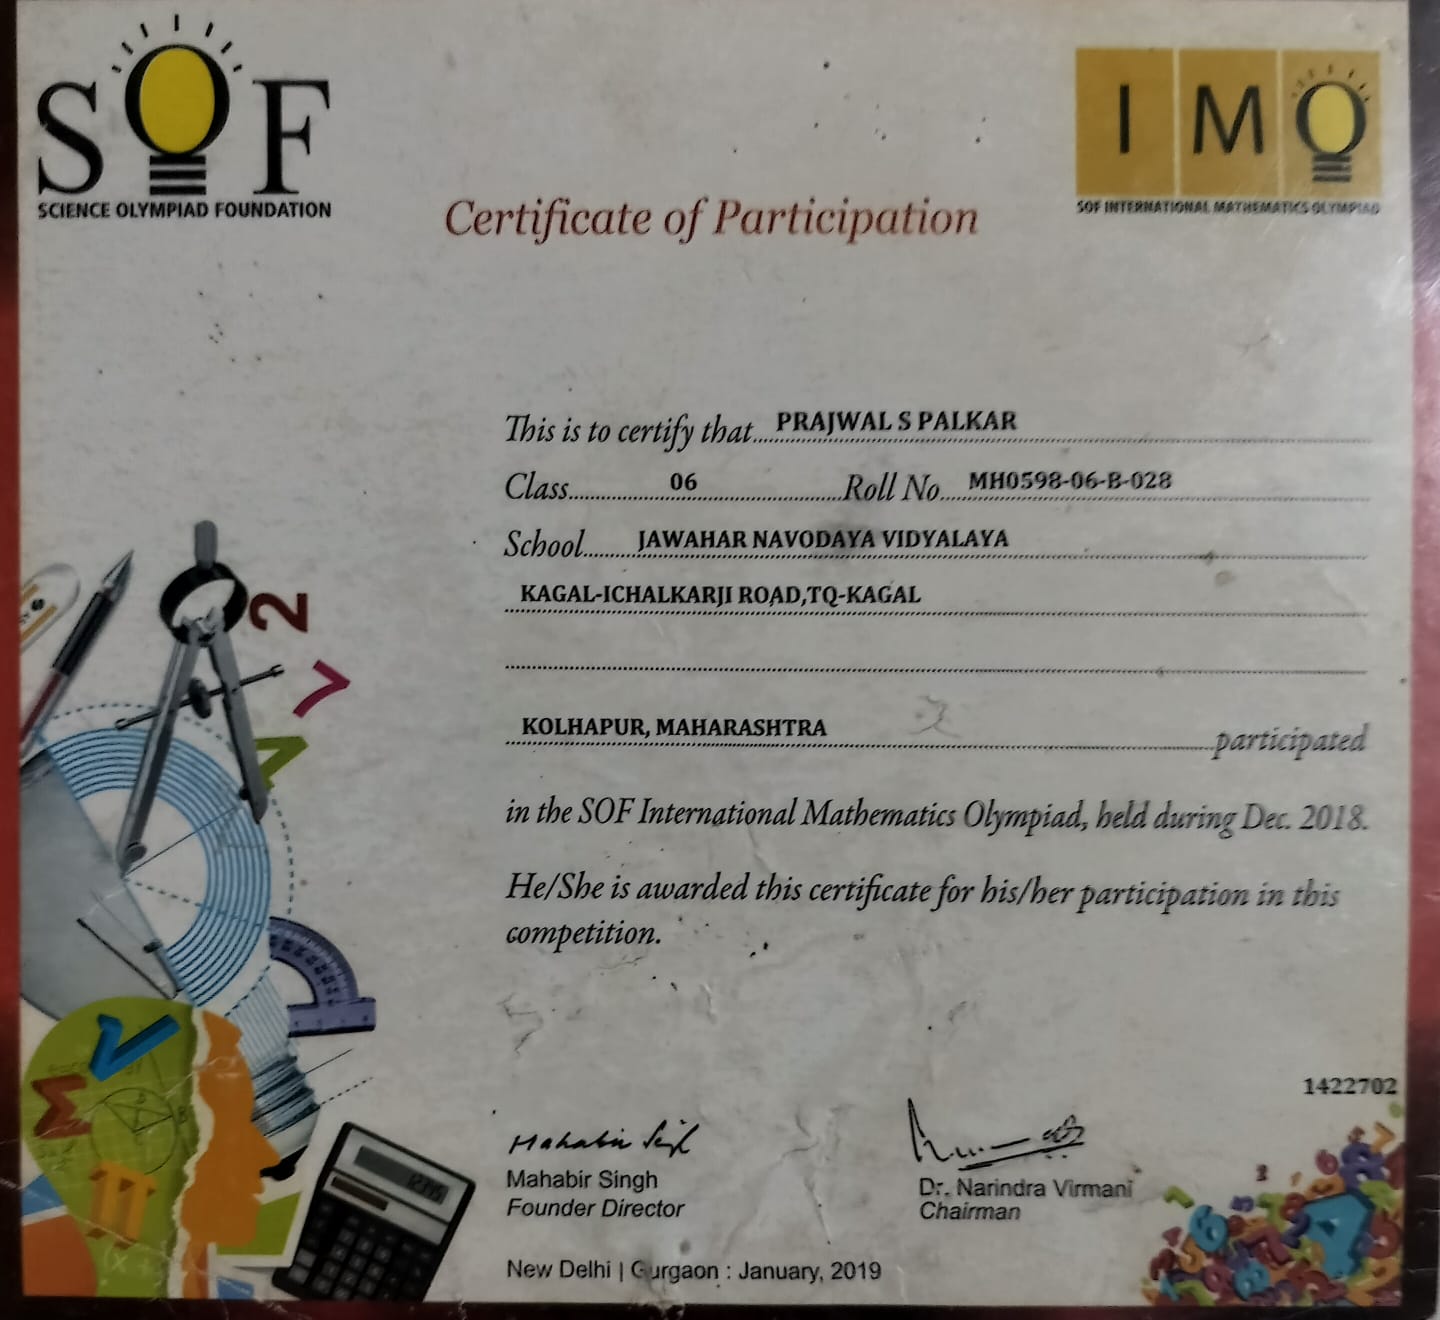 SOF
SCIENCE OLYMPIAD FOUNDATION
IMO
SOF INTERNATIONAL MATHEMATICS OLYMPIAD
Certificate of Participation
This is to certify that PRAJWAL S PALKAR
Class 06 Roll No. MH0598-06-B-028
School JAWAHAR NAVODAYA VIDYALAYA
KAGAL-ICHALKARJI ROAD,TQ-KAGAL
KOLHAPUR, MAHARASHTRA participated
in the SOF International Mathematics Olympiad, held during Dec. 2018.
He/She is awarded this certificate for his/her participation in this
competition.
1422702
Mahabir Singh
Mahabir Singh
Founder Director
Dr. Narindra Virmani
Chairman
New Delhi | Gurgaon : January, 2019